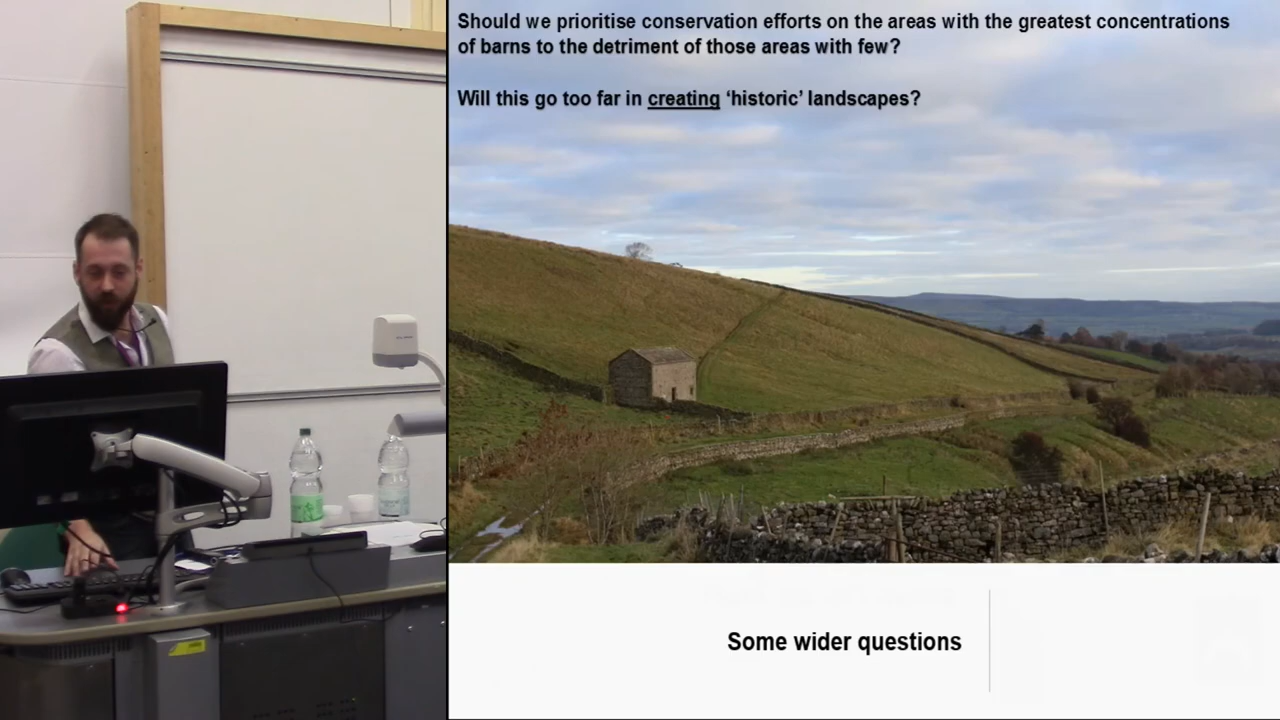 Should we prioritise conservation efforts on the areas with the greatest concentrations
of barns to the detriment of those areas with few?
Will this go too far in creating ‘historic’ landscapes?
Some wider questions